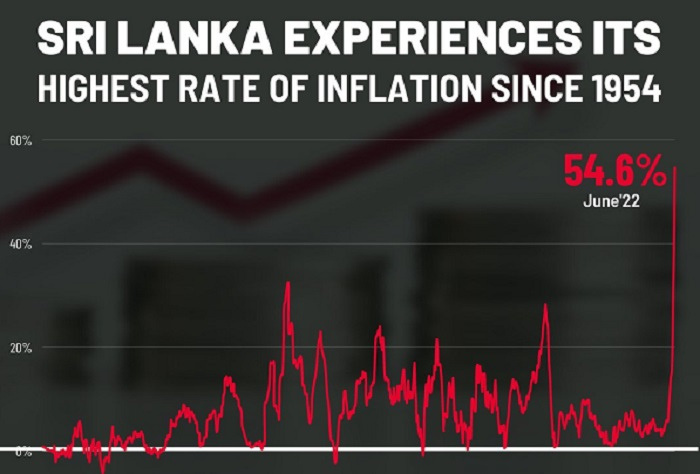 SRI LANKA EXPERIENCES ITS
HIGHEST RATE OF INFLATION SINCE 1954
60%
54.6%
June'22
40%
20%
0%